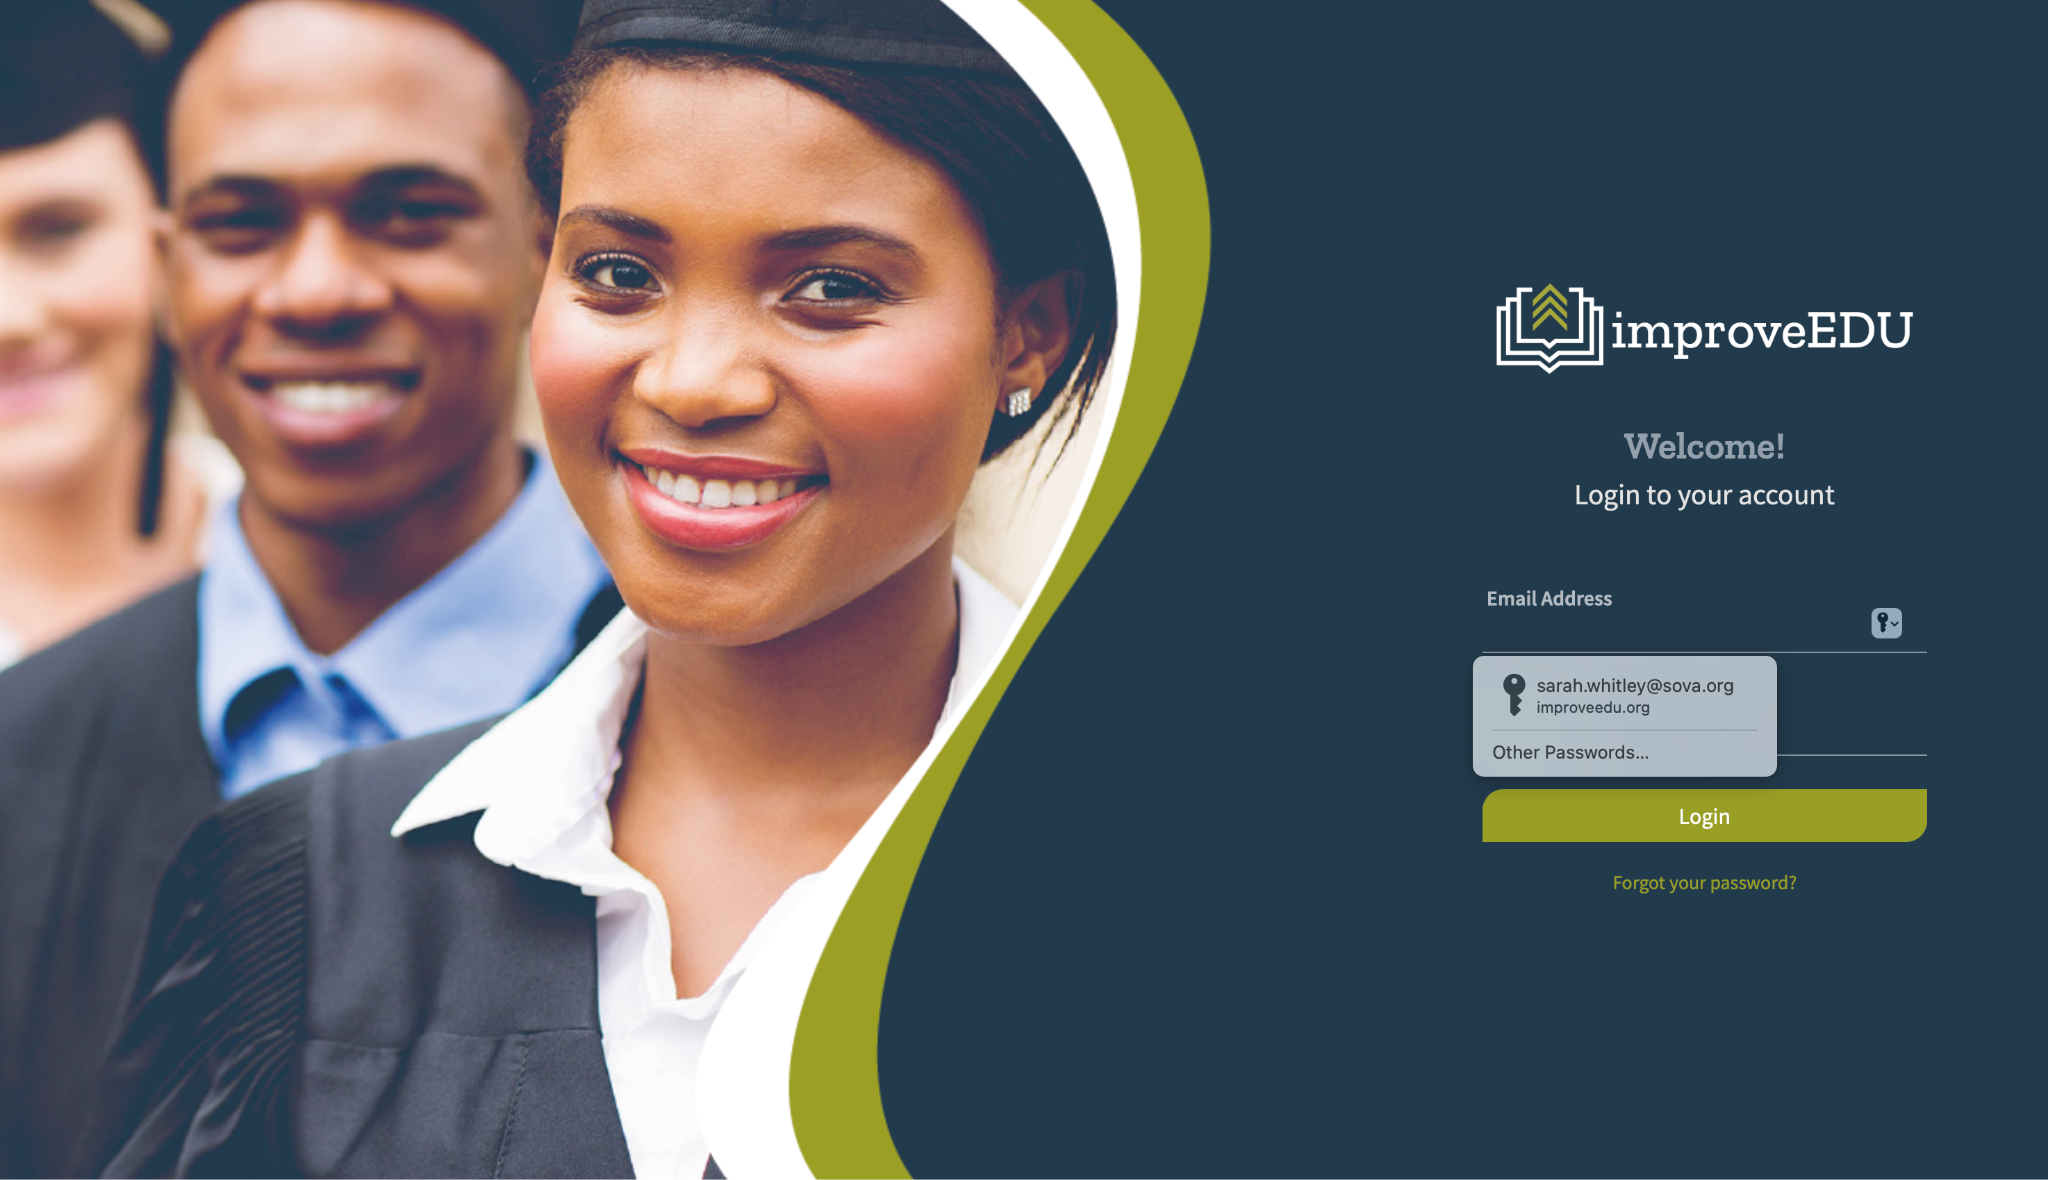 improveEDU
Welcome!
Login to your account
Email Address
sarah.whitley@sova.org
improveedu.org
Other Passwords...
Login
Forgot your password?